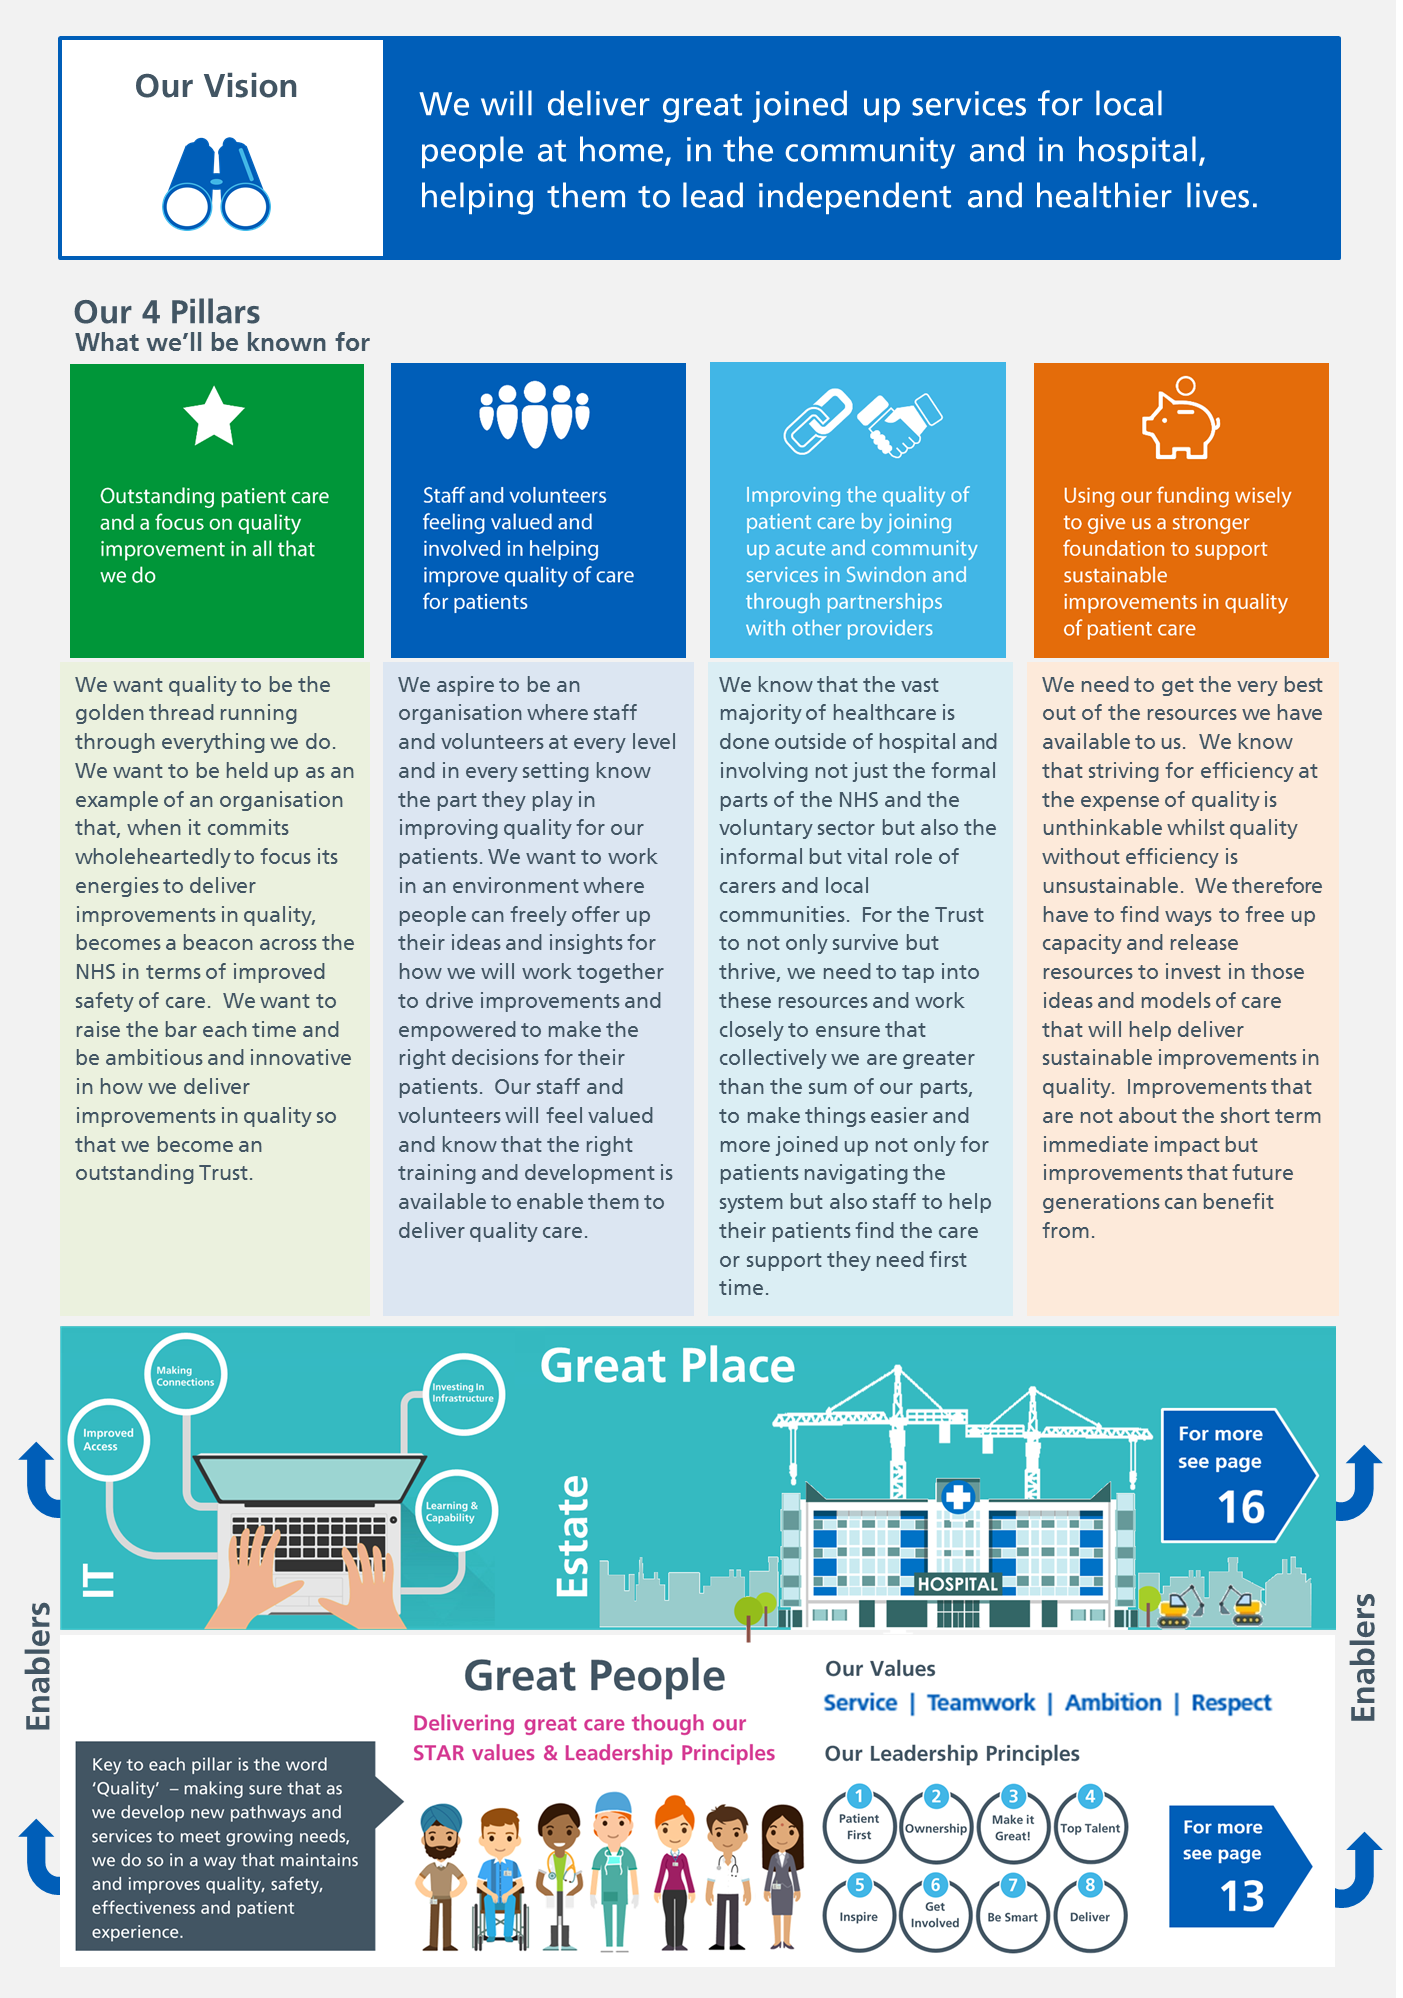 Our Vision
We will deliver great joined up services for local
people at home, in the community and in hospital,
helping them to lead independent and healthier lives.
Our 4 Pillars
What we'll be known for
Outstanding patient care
and a focus on quality
improvement in all that
we do
Staff and volunteers
feeling valued and
involved in helping
improve quality of care
for patients
Improving the quality of
patient care by joining
up acute and community
services in Swindon and
through partnerships
with other providers
Using our funding wisely
to give us a stronger
foundation to support
sustainable
improvements in quality
of patient care
We want quality to be the
golden thread running
through everything we do.
We want to be held up as an
example of an organisation
that, when it commits
wholeheartedly to focus its
energies to deliver
improvements in quality,
becomes a beacon across the
NHS in terms of improved
safety of care. We want to
raise the bar each time and
be ambitious and innovative
in how we deliver
improvements in quality so
that we become an
outstanding Trust.
We aspire to be an
organisation where staff
and volunteers at every level
and in every setting know
the part they play in
improving quality for our
patients. We want to work
in an environment where
people can freely offer up
their ideas and insights for
how we will work together
to drive improvements and
empowered to make the
right decisions for their
patients. Our staff and
volunteers will feel valued
and know that the right
training and development is
available to enable them to
deliver quality care.
We know that the vast
majority of healthcare is
done outside of hospital and
involving not just the formal
parts of the NHS and the
voluntary sector but also the
informal but vital role of
carers and local
communities. For the Trust
to not only survive but
thrive, we need to tap into
these resources and work
closely to ensure that
collectively we are greater
than the sum of our parts,
to make things easier and
more joined up not only for
patients navigating the
system but also staff to help
their patients find the care
or support they need first
time.
We need to get the very best
out of the resources we have
available to us. We know
that striving for efficiency at
the expense of quality is
unthinkable whilst quality
without efficiency is
unsustainable. We therefore
have to find ways to free up
capacity and release
resources to invest in those
ideas and models of care
that will help deliver
sustainable improvements in
quality. Improvements that
are not about the short term
immediate impact but
improvements that future
generations can benefit
from.
Great Place
Making
Connections
Improved
Access
Investing In
Infrastructure
Learning &
Capability
IT
Estate
HOSPITAL
For more
see page
16
Enablers
Enablers
Great People
Delivering great care though our
STAR values & Leadership Principles
Key to each pillar is the word
‘Quality’ – making sure that as
we develop new pathways and
services to meet growing needs,
we do so in a way that maintains
and improves quality, safety,
effectiveness and patient
experience.
Our Values
Service | Teamwork | Ambition | Respect
Our Leadership Principles
1
Patient
First
2
Ownership
3
Make it
Great!
4
Top Talent
5
Inspire
6
Get
Involved
7
Be Smart
8
Deliver
For more
see page
13